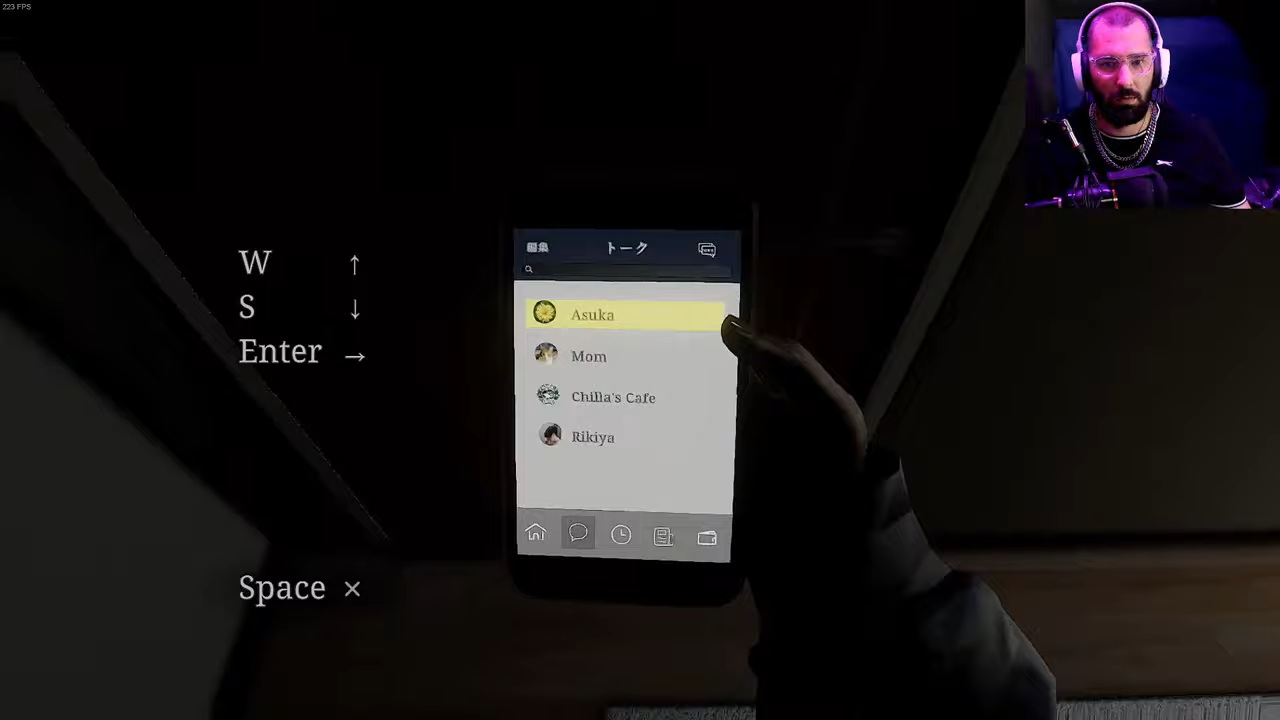 223 FPS
編集 トーク
W ↑
S ↓
Enter →
Asuka
Mom
Chilla's Cafe
Rikiya
Space ×